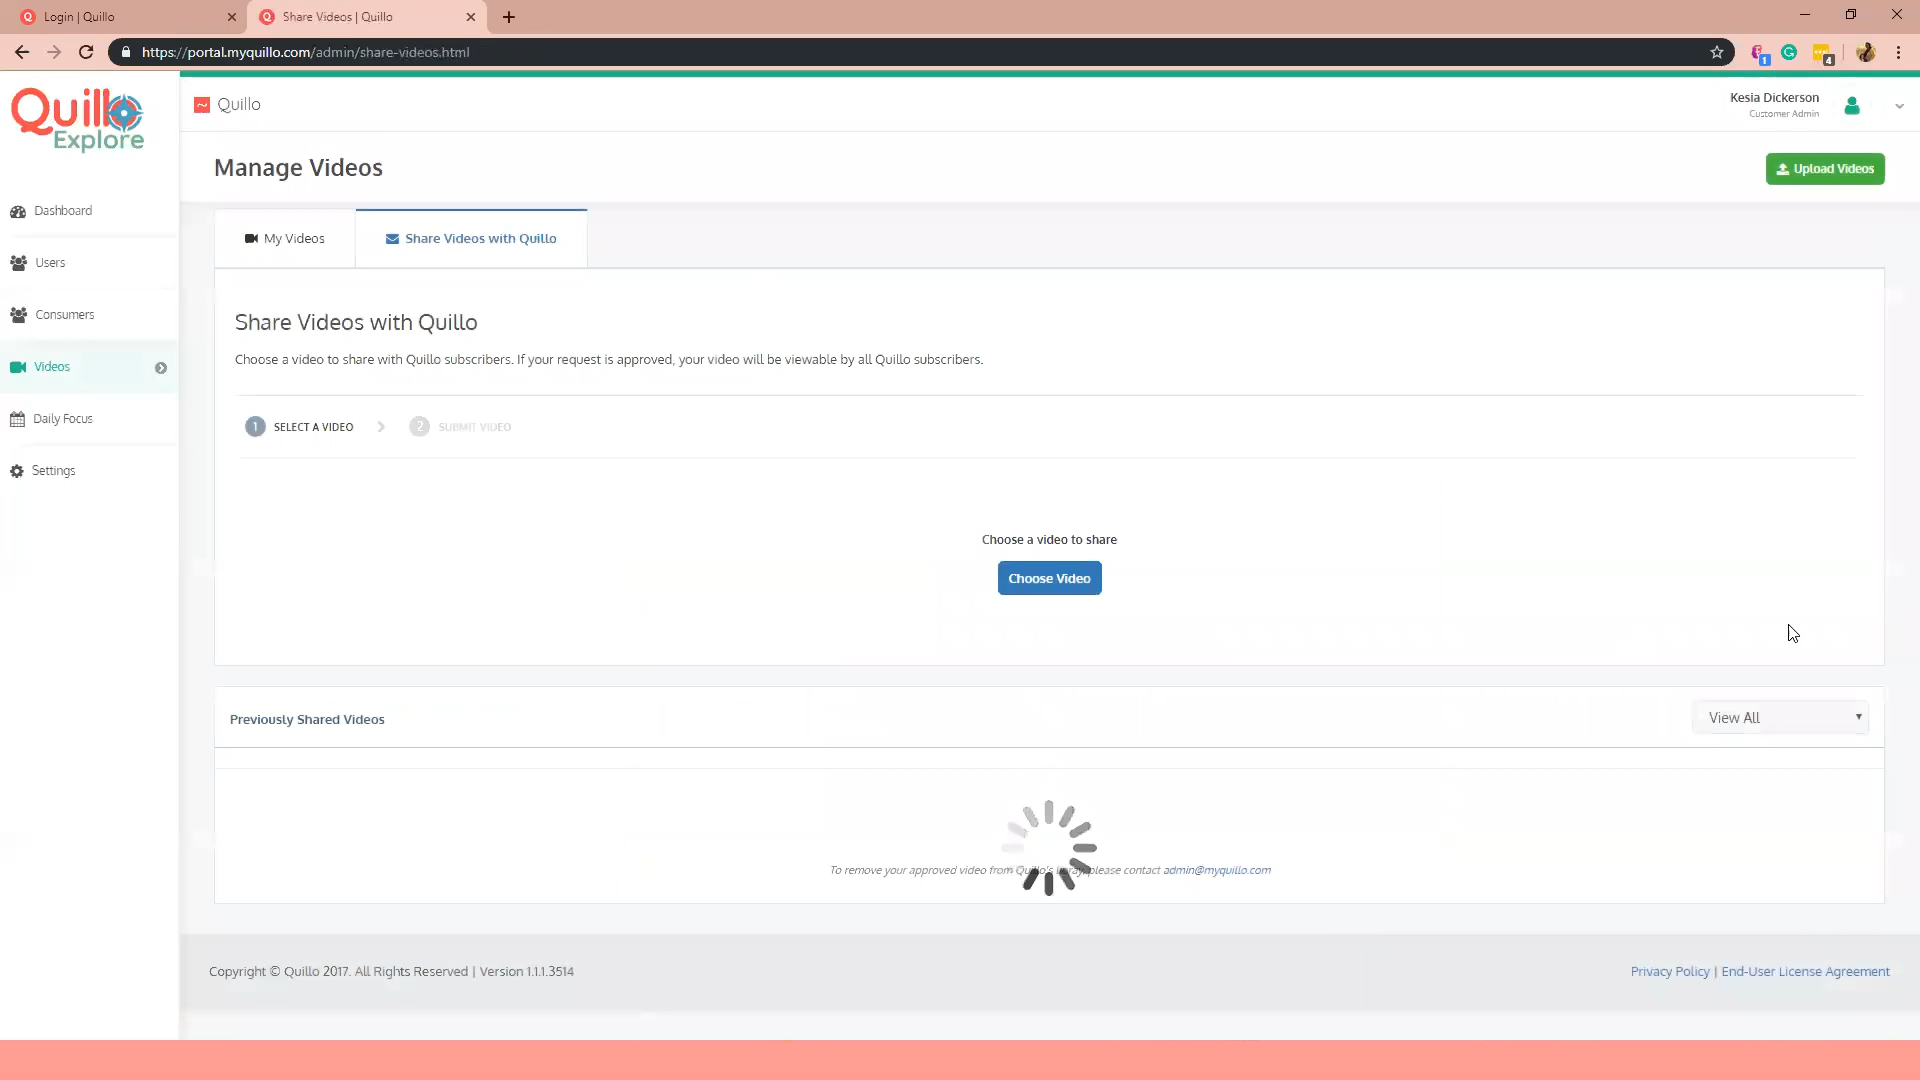 Login | Quillo
Share Videos | Quillo
https://portal.myquillo.com/admin/share-videos.html
1
4
Quillo
Explore
Quillo
Kesia Dickerson
Customer Admin
Manage Videos
Upload Videos
Dashboard
Users
Consumers
Videos
Daily Focus
Settings
My Videos
Share Videos with Quillo
Share Videos with Quillo
Choose a video to share with Quillo subscribers. If your request is approved, your video will be viewable by all Quillo subscribers.
1 SELECT A VIDEO
2 SUBMIT VIDEO
Choose a video to share
Choose Video
Previously Shared Videos
View All
To remove your approved video from Quillo's library please contact admin@myquillo.com
Copyright © Quillo 2017. All Rights Reserved | Version 1.1.1.3514
Privacy Policy | End-User License Agreement